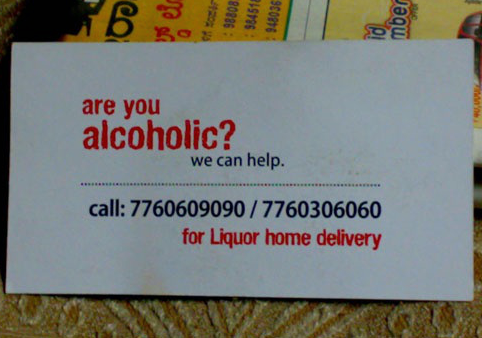 are you
alcoholic?
we can help.
call: 7760609090 / 7760306060
for Liquor home delivery